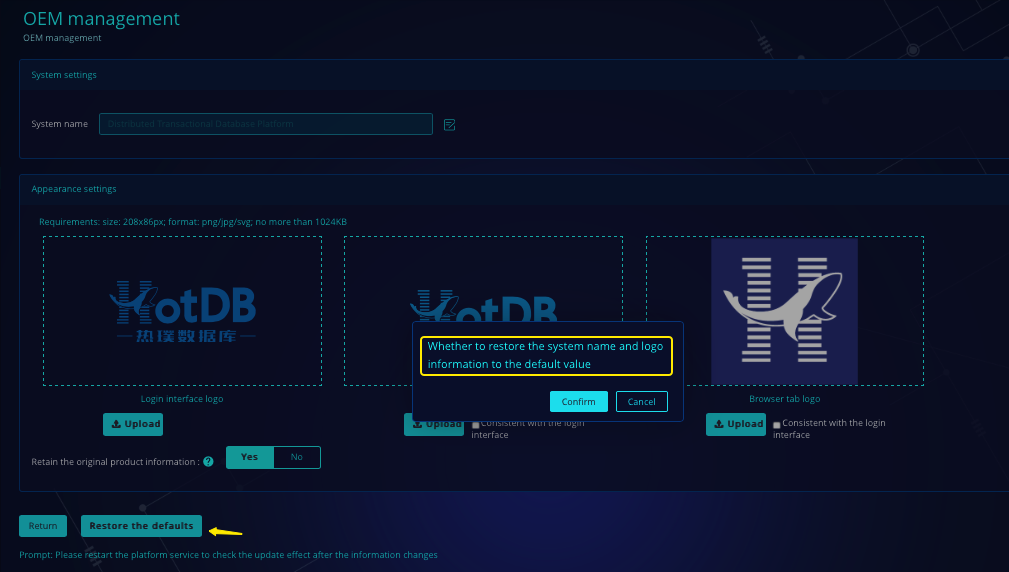 OEM management
OEM management
System settings
System name
Distributed Transactional Database Platform
Appearance settings
Requirements: size: 208x86px; format: png/jpg/svg; no more than 1024KB
HotDB
热璞数据库
HotDB
H
Whether to restore the system name and logo
information to the default value
Confirm
Cancel
Login interface logo
Browser tab logo
Upload
Upload
Consistent with the login
interface
Upload
Consistent with the login
interface
Retain the original product information : ?
Yes
No
Return
Restore the defaults
Prompt: Please restart the platform service to check the update effect after the information changes